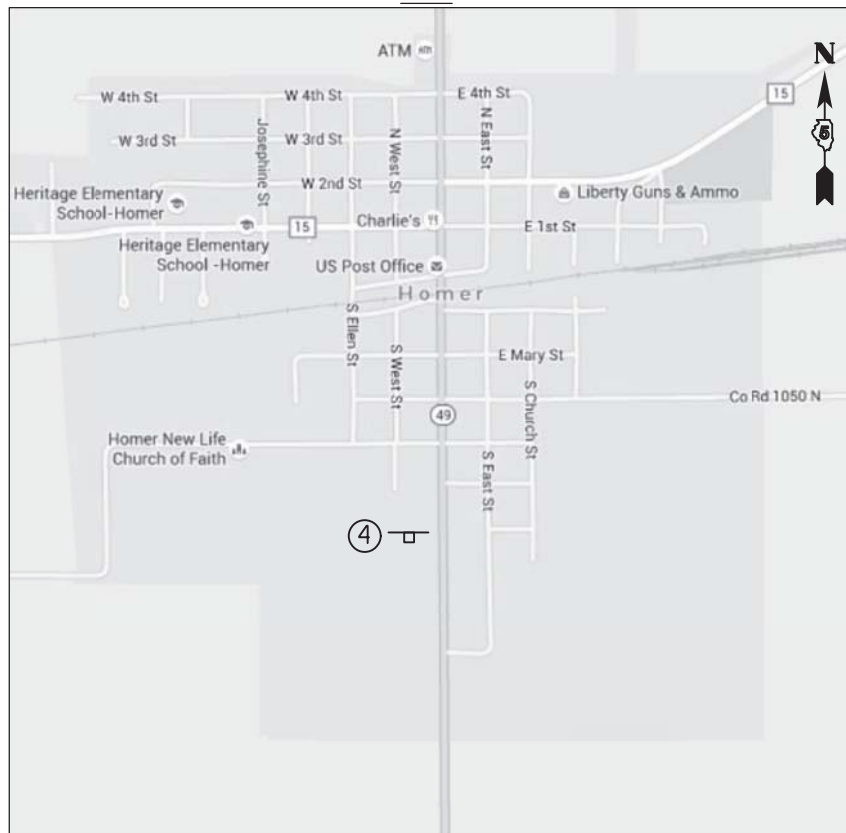 ATM
N
15
W 4th St
W 4th St
E 4th St
5
W 3rd St
Josephine St
W 3rd St
N West St
N East St
W 2nd St
Liberty Guns & Ammo
Heritage Elementary
School-Homer
15
Charlie's
E 1st St
Heritage Elementary
School -Homer
US Post Office
Homer
S Ellen St
S West St
E Mary St
S Church St
Co Rd 1050 N
49
Homer New Life
Church of Faith
S East St
4